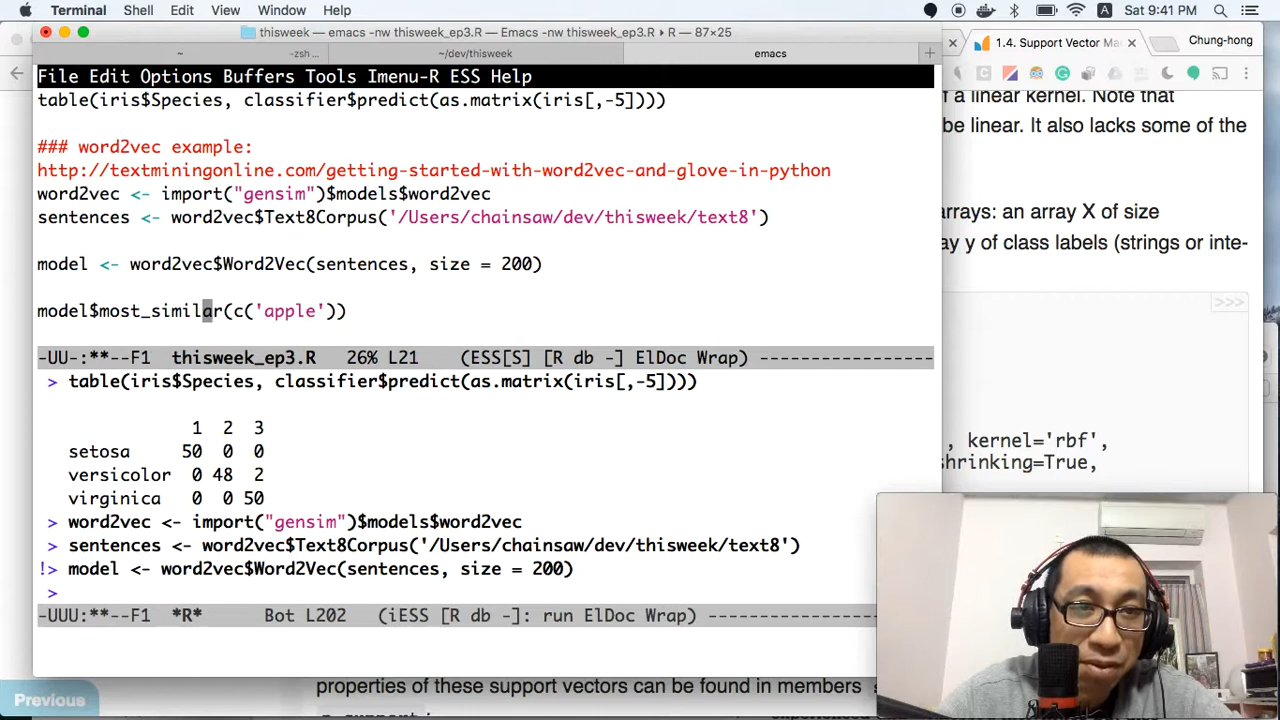 Terminal Shell Edit View Window Help
Sat 9:41 PM
thisweek — emacs -nw thisweek_ep3.R — Emacs -nw thisweek_ep3.R ▸ R — 87×25
~ -zsh ... ~/dev/thisweek emacs +
1.4. Support Vector Ma
Chung-hong
File Edit Options Buffers Tools Imenu-R ESS Help
table(iris$Species, classifier$predict(as.matrix(iris[,-5])))
### word2vec example:
http://textminingonline.com/getting-started-with-word2vec-and-glove-in-python
word2vec <- import("gensim")$models$word2vec
sentences <- word2vec$Text8Corpus('/Users/chainsaw/dev/thisweek/text8')
model <- word2vec$Word2Vec(sentences, size = 200)
model$most_similar(c('apple'))
-UU-:**--F1 thisweek_ep3.R 26% L21 (ESS[S] [R db -] ElDoc Wrap) -----------------
> table(iris$Species, classifier$predict(as.matrix(iris[,-5])))
1 2 3
setosa 50 0 0
versicolor 0 48 2
virginica 0 0 50
> word2vec <- import("gensim")$models$word2vec
> sentences <- word2vec$Text8Corpus('/Users/chainsaw/dev/thisweek/text8')
!> model <- word2vec$Word2Vec(sentences, size = 200)
>
-UUU:**--F1 *R* Bot L202 (iESS [R db -]: run ElDoc Wrap) ----------------
of a linear kernel. Note that
be linear. It also lacks some of the
arrays: an array X of size
ay y of class labels (strings or inte-
>>>
, kernel='rbf',
shrinking=True,
Previous
properties of these support vectors can be found in members